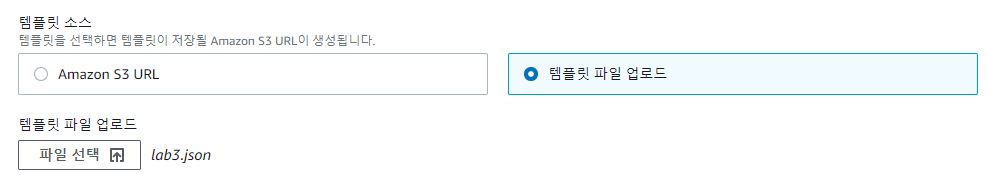 템플릿 소스
템플릿을 선택하면 템플릿이 저장될 Amazon S3 URL이 생성됩니다.
Amazon S3 URL
템플릿 파일 업로드
템플릿 파일 업로드
파일 선택
lab3.json